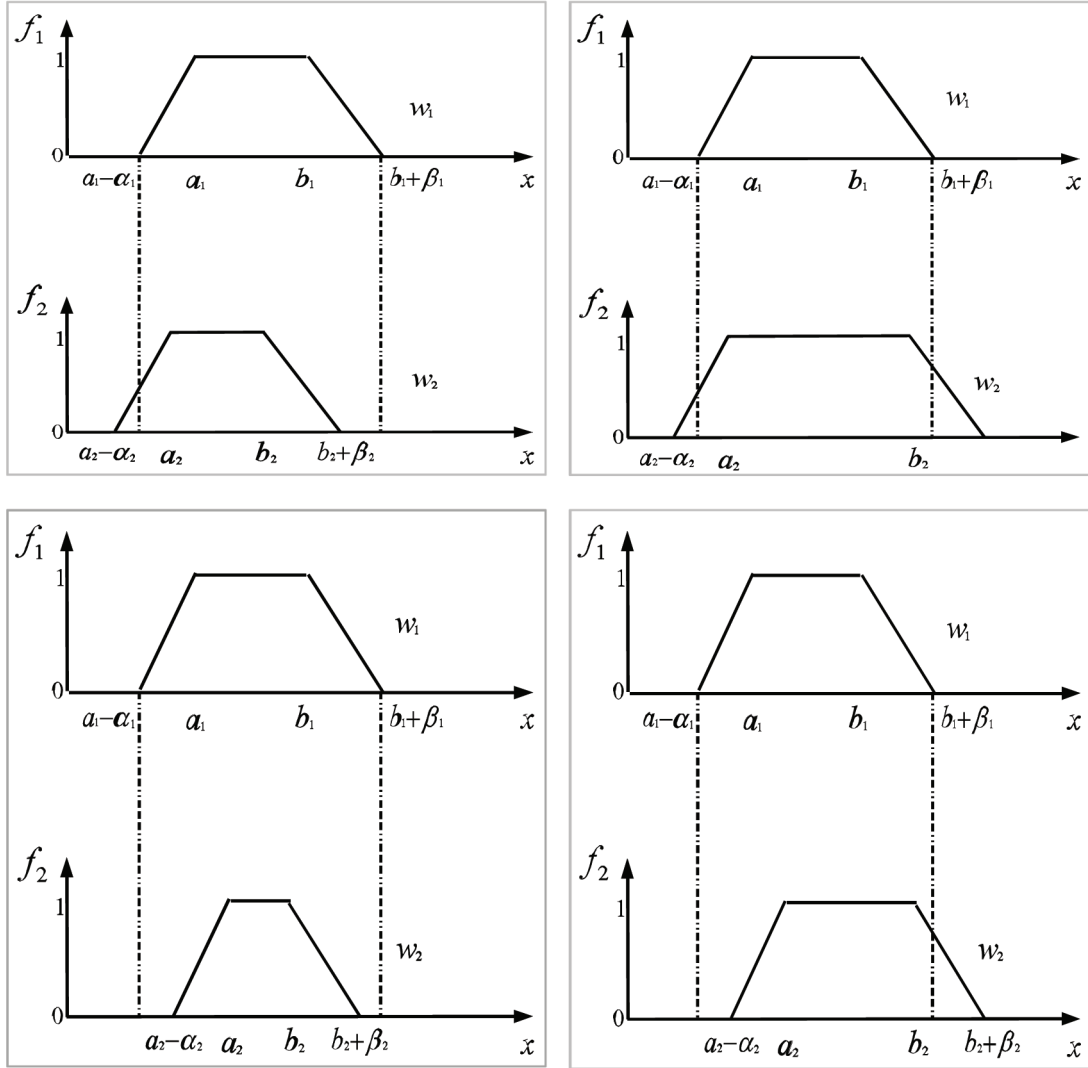 f₁
1
w₁
0
a₁−α₁ a₁ b₁ b₁+β₁ x
f₂
1
w₂
0
a₂−α₂ a₂ b₂ b₂+β₂ x
f₁
1
w₁
0
a₁−α₁ a₁ b₁ b₁+β₁ x
f₂
1
w₂
0
a₂−α₂ a₂ b₂
f₁
1
w₁
0
a₁−α₁ a₁ b₁ b₁+β₁ x
f₂
1
w₂
0
a₂−α₂ a₂ b₂ b₂+β₂ x
f₁
1
w₁
0
a₁−α₁ a₁ b₁ b₁+β₁ x
f₂
1
w₂
0
a₂−α₂ a₂ b₂ b₂+β₂ x